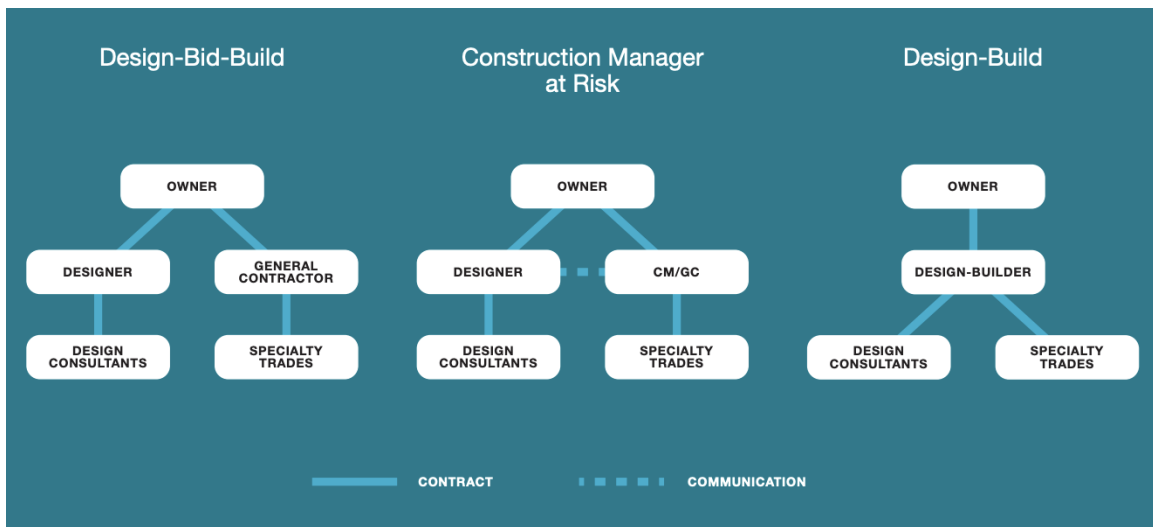 Design-Bid-Build
Construction Manager
at Risk
Design-Build
OWNER
OWNER
OWNER
DESIGNER
GENERAL
CONTRACTOR
DESIGNER
CM/GC
DESIGN-BUILDER
DESIGN
CONSULTANTS
SPECIALTY
TRADES
DESIGN
CONSULTANTS
SPECIALTY
TRADES
DESIGN
CONSULTANTS
SPECIALTY
TRADES
CONTRACT
COMMUNICATION